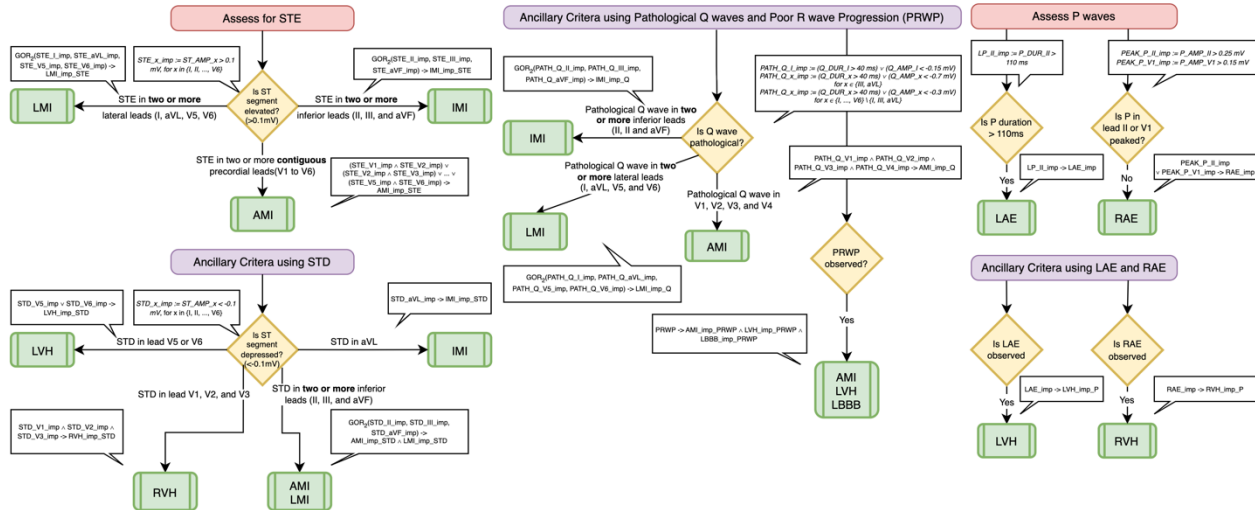 Assess for STE
GOR₂(STE_I_imp, STE_aVL_imp,
STE_V5_imp, STE_V6_imp) ->
LMI_imp_STE
STE_x_imp := ST_AMP_x > 0.1
mV, for x in {I, II, ..., V6}
GOR₂(STE_II_imp, STE_III_imp,
STE_aVF_imp) -> IMI_imp_STE
LMI
STE in two or more
lateral leads (I, aVL, V5, V6)
Is ST
segment
elevated?
(>0.1mV)
STE in two or more
inferior leads (II, III, and aVF)
IMI
STE in two or more contiguous
precordial leads(V1 to V6)
(STE_V1_imp ∧ STE_V2_imp) ∨
(STE_V2_imp ∧ STE_V3_imp) ∨ ... ∨
(STE_V5_imp ∧ STE_V6_imp) ->
AMI_imp_STE
AMI
Ancillary Critera using STD
STD_V5_imp ∨ STD_V6_imp ->
LVH_imp_STD
STD_x_imp := ST_AMP_x < -0.1
mV, for x in {I, II, ..., V6}
STD_aVL_imp -> IMI_imp_STD
LVH
STD in lead V5 or V6
Is ST
segment
depressed?
(<-0.1mV)
STD in aVL
IMI
STD in lead V1, V2, and V3
STD in two or more inferior
leads (II, III, and aVF)
STD_V1_imp ∧ STD_V2_imp ∧
STD_V3_imp -> RVH_imp_STD
GOR₂(STD_II_imp, STD_III_imp,
STD_aVF_imp) ->
AMI_imp_STD ∧ LMI_imp_STD
RVH
AMI
LMI
Ancillary Critera using Pathological Q waves and Poor R wave Progression (PRWP)
GOR₂(PATH_Q_II_imp, PATH_Q_III_imp,
PATH_Q_aVF_imp) -> IMI_imp_Q
PATH_Q_I_imp := (Q_DUR_I > 40 ms) ∨ (Q_AMP_I < -0.15 mV)
PATH_Q_x_imp := (Q_DUR_x > 40 ms) ∨ (Q_AMP_x < -0.7 mV)
for x ∈ {III, aVL}
PATH_Q_x_imp := (Q_DUR_x > 40 ms) ∨ (Q_AMP_x < -0.3 mV)
for x ∈ {I, ..., V6} \ {I, III, aVL}
Pathological Q wave in two
or more inferior leads
(II, II and aVF)
IMI
Is Q wave
pathological?
Pathological Q wave in two
or more lateral leads
(I, aVL, V5, and V6)
PATH_Q_V1_imp ∧ PATH_Q_V2_imp ∧
PATH_Q_V3_imp ∧ PATH_Q_V4_imp -> AMI_imp_Q
Pathological Q wave in
V1, V2, V3, and V4
LMI
AMI
GOR₂(PATH_Q_I_imp, PATH_Q_aVL_imp,
PATH_Q_V5_imp, PATH_Q_V6_imp) -> LMI_imp_Q
PRWP
observed?
Yes
PRWP -> AMI_imp_PRWP ∧ LVH_imp_PRWP ∧
LBBB_imp_PRWP
AMI
LVH
LBBB
Assess P waves
LP_II_imp := P_DUR_II >
110 ms
PEAK_P_II_imp := P_AMP_II > 0.25 mV
PEAK_P_V1_imp := P_AMP_V1 > 0.15 mV
Is P duration
> 110ms
Is P in
lead II or V1
peaked?
LP_II_imp -> LAE_imp
PEAK_P_II_imp
∨ PEAK_P_V1_imp -> RAE_imp
Yes
No
LAE
RAE
Ancillary Critera using LAE and RAE
Is LAE
observed
Is RAE
observed
LAE_imp -> LVH_imp_P
RAE_imp -> RVH_imp_P
Yes
Yes
LVH
RVH